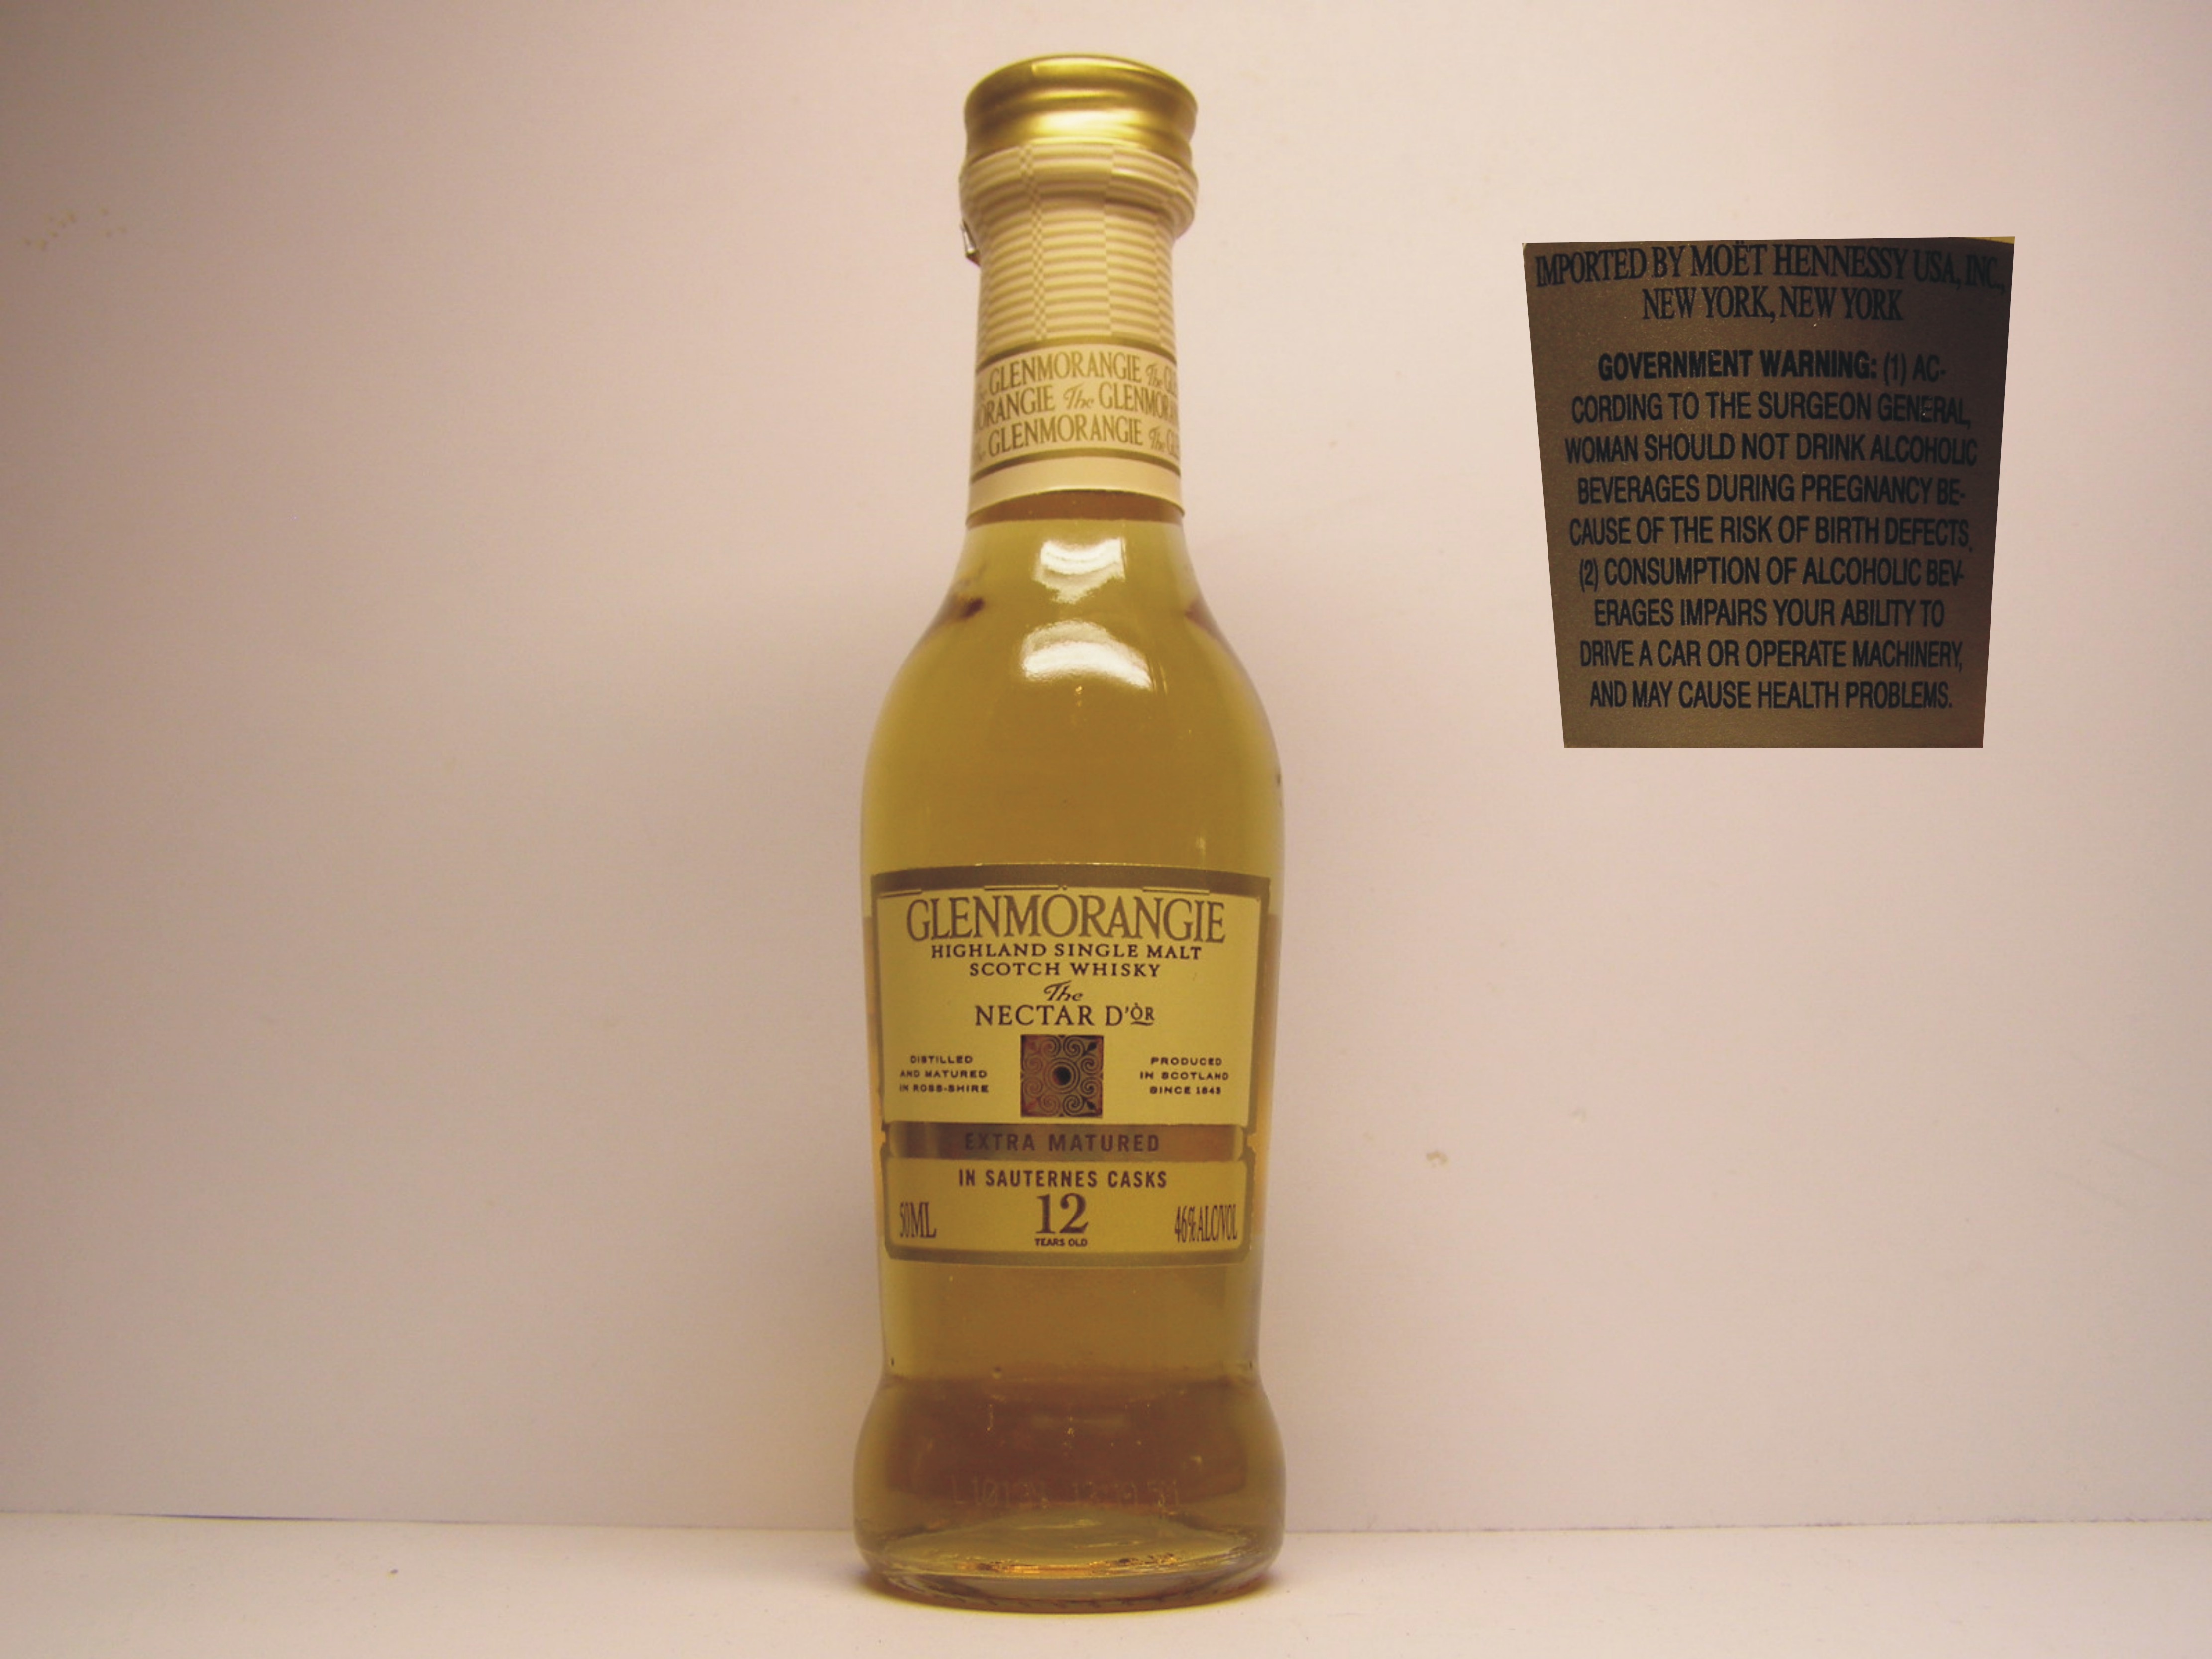 GLENMORANGIE The
ORANGIE The GLENMOR
GLENMORANGIE The
GLENMORANGIE
HIGHLAND SINGLE MALT
SCOTCH WHISKY
The
NECTAR D'ÒR
DISTILLED
AND MATURED
IN ROSS-SHIRE
PRODUCED
IN SCOTLAND
SINCE 1843
EXTRA MATURED
IN SAUTERNES CASKS
50ML
12
YEARS OLD
46%ALC/VOL
IMPORTED BY MOËT HENNESSY USA, INC.,
NEW YORK, NEW YORK
GOVERNMENT WARNING: (1) AC-
CORDING TO THE SURGEON GENERAL,
WOMAN SHOULD NOT DRINK ALCOHOLIC
BEVERAGES DURING PREGNANCY BE-
CAUSE OF THE RISK OF BIRTH DEFECTS.
(2) CONSUMPTION OF ALCOHOLIC BEV-
ERAGES IMPAIRS YOUR ABILITY TO
DRIVE A CAR OR OPERATE MACHINERY,
AND MAY CAUSE HEALTH PROBLEMS.